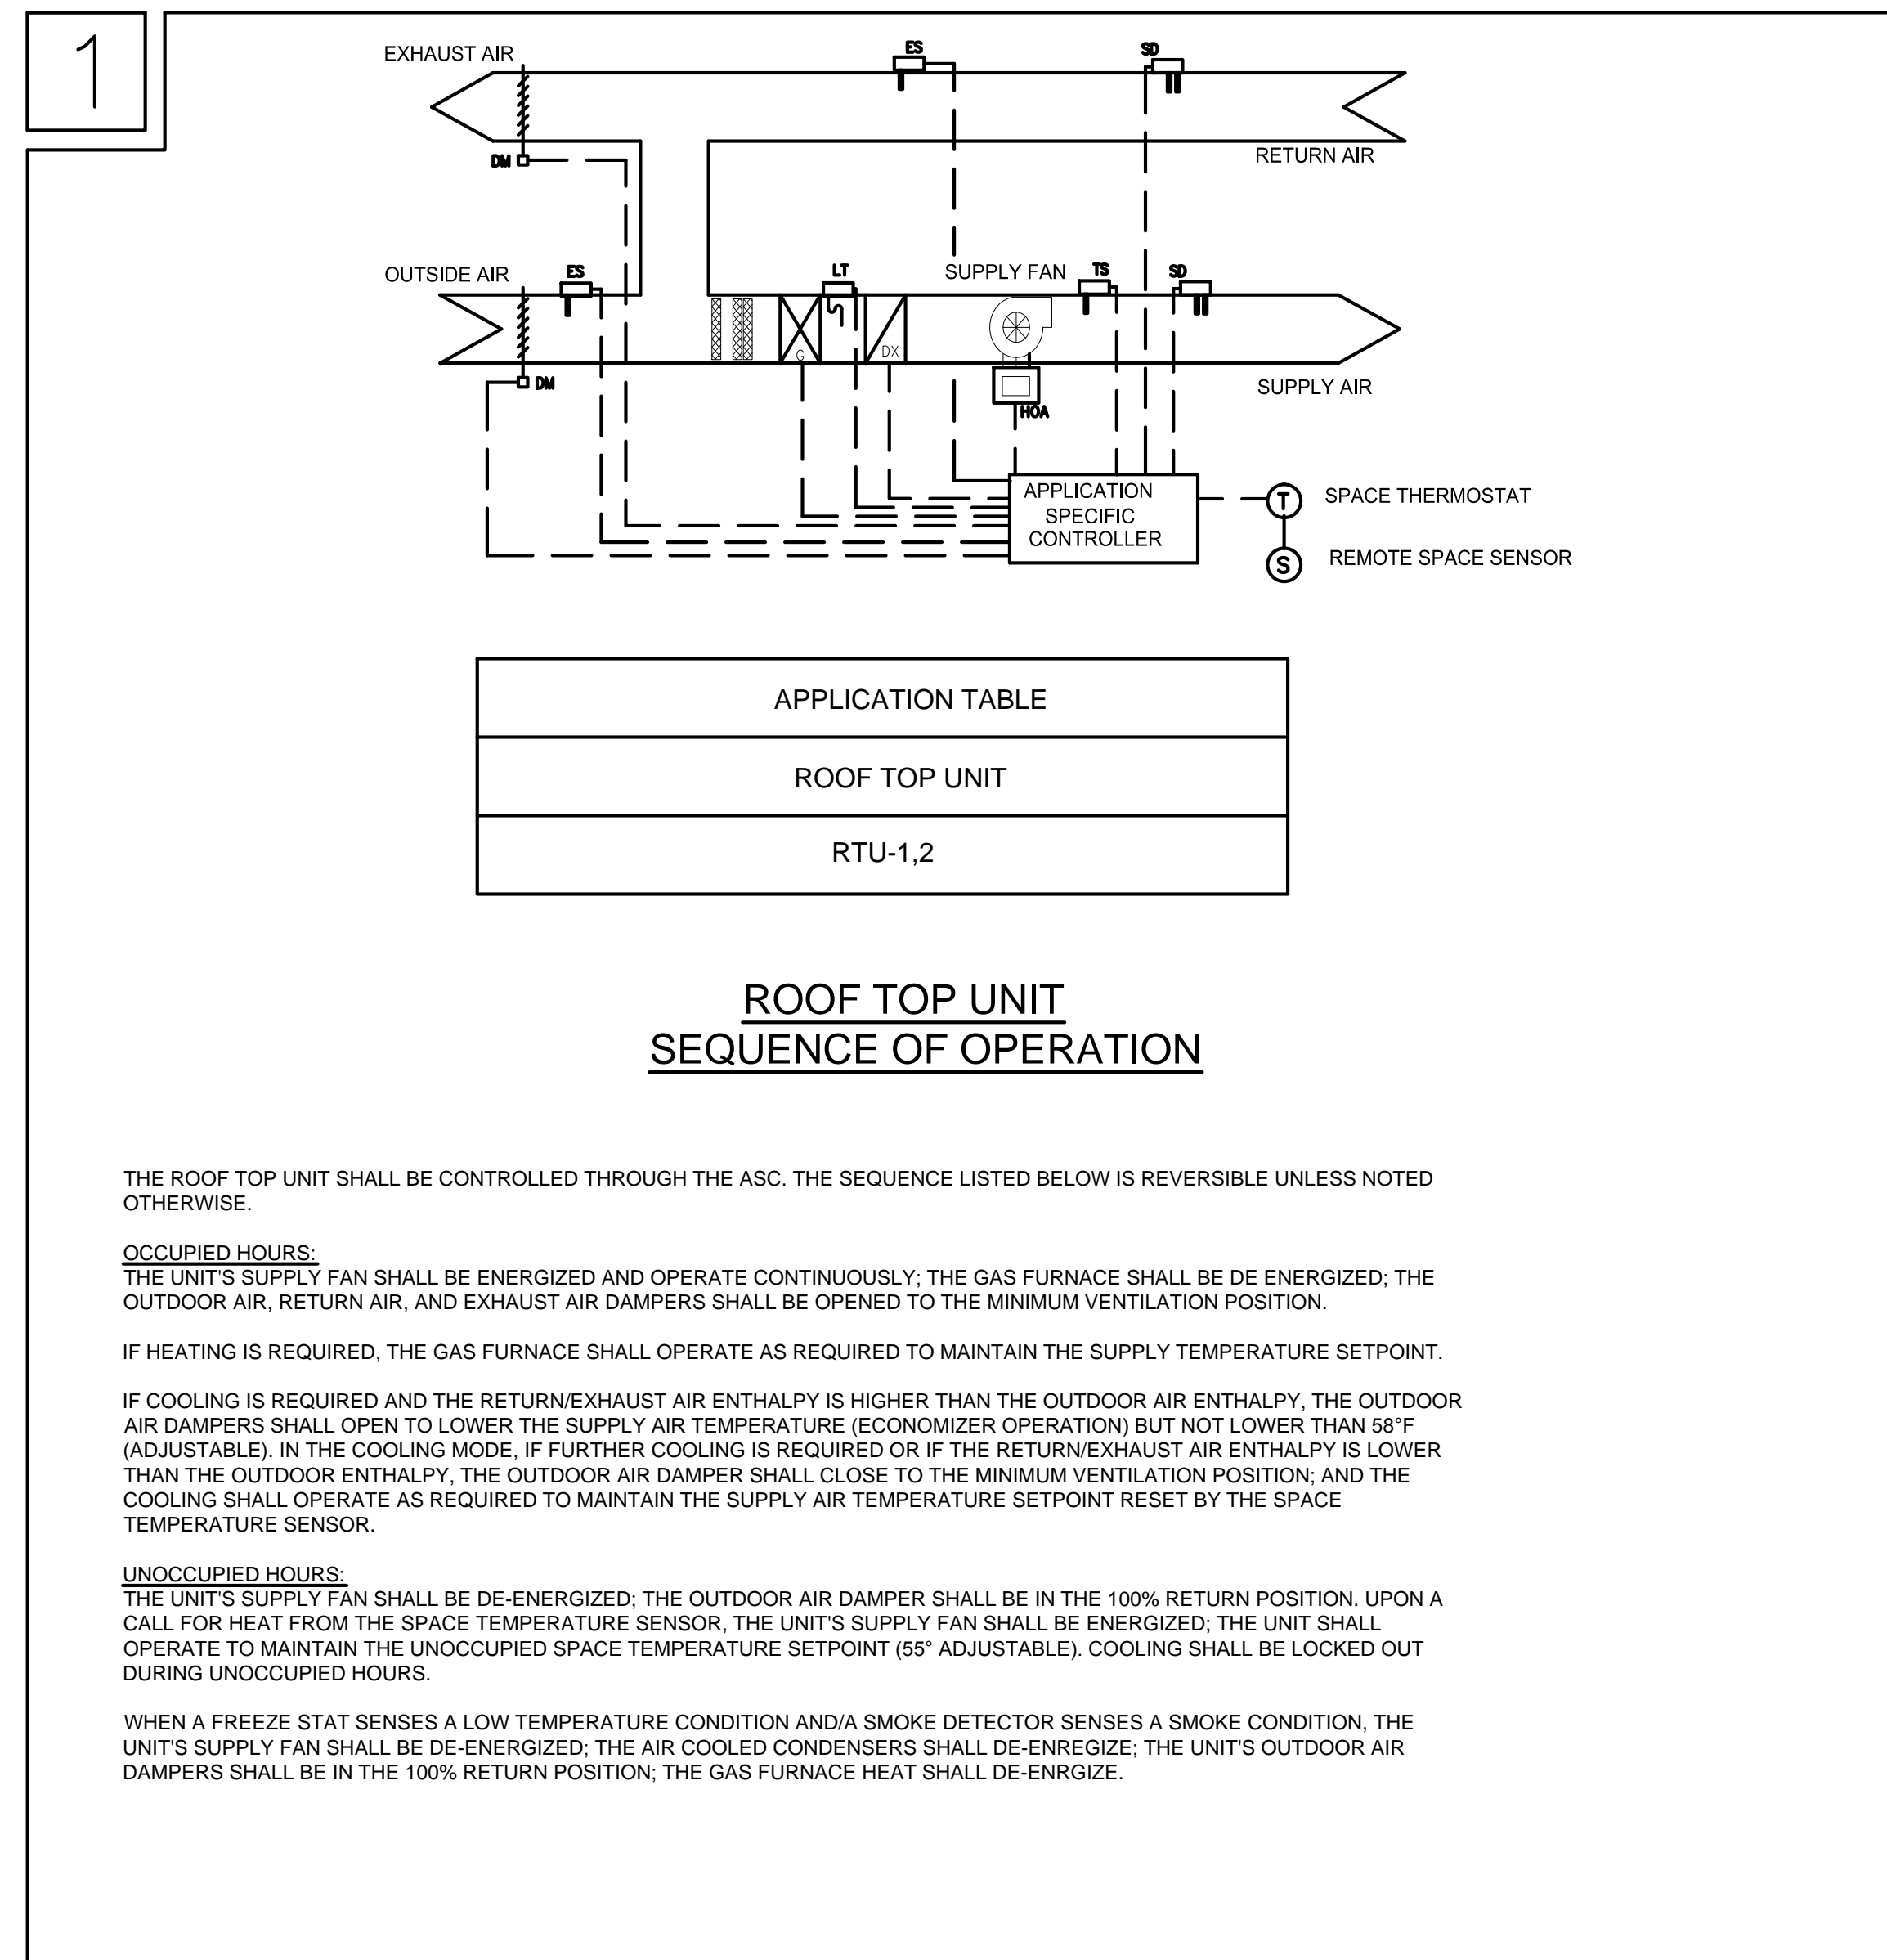 1
EXHAUST AIR
ES
SD
DM
RETURN AIR
OUTSIDE AIR
ES
LT
SUPPLY FAN
TS
SD
G
DX
DM
SUPPLY AIR
HOA
APPLICATION
SPECIFIC
CONTROLLER
T
SPACE THERMOSTAT
S
REMOTE SPACE SENSOR
APPLICATION TABLE
ROOF TOP UNIT
RTU-1,2
ROOF TOP UNIT
SEQUENCE OF OPERATION
THE ROOF TOP UNIT SHALL BE CONTROLLED THROUGH THE ASC. THE SEQUENCE LISTED BELOW IS REVERSIBLE UNLESS NOTED
OTHERWISE.
OCCUPIED HOURS:
THE UNIT'S SUPPLY FAN SHALL BE ENERGIZED AND OPERATE CONTINUOUSLY; THE GAS FURNACE SHALL BE DE ENERGIZED; THE
OUTDOOR AIR, RETURN AIR, AND EXHAUST AIR DAMPERS SHALL BE OPENED TO THE MINIMUM VENTILATION POSITION.
IF HEATING IS REQUIRED, THE GAS FURNACE SHALL OPERATE AS REQUIRED TO MAINTAIN THE SUPPLY TEMPERATURE SETPOINT.
IF COOLING IS REQUIRED AND THE RETURN/EXHAUST AIR ENTHALPY IS HIGHER THAN THE OUTDOOR AIR ENTHALPY, THE OUTDOOR
AIR DAMPERS SHALL OPEN TO LOWER THE SUPPLY AIR TEMPERATURE (ECONOMIZER OPERATION) BUT NOT LOWER THAN 58°F
(ADJUSTABLE). IN THE COOLING MODE, IF FURTHER COOLING IS REQUIRED OR IF THE RETURN/EXHAUST AIR ENTHALPY IS LOWER
THAN THE OUTDOOR ENTHALPY, THE OUTDOOR AIR DAMPER SHALL CLOSE TO THE MINIMUM VENTILATION POSITION; AND THE
COOLING SHALL OPERATE AS REQUIRED TO MAINTAIN THE SUPPLY AIR TEMPERATURE SETPOINT RESET BY THE SPACE
TEMPERATURE SENSOR.
UNOCCUPIED HOURS:
THE UNIT'S SUPPLY FAN SHALL BE DE-ENERGIZED; THE OUTDOOR AIR DAMPER SHALL BE IN THE 100% RETURN POSITION. UPON A
CALL FOR HEAT FROM THE SPACE TEMPERATURE SENSOR, THE UNIT'S SUPPLY FAN SHALL BE ENERGIZED; THE UNIT SHALL
OPERATE TO MAINTAIN THE UNOCCUPIED SPACE TEMPERATURE SETPOINT (55° ADJUSTABLE). COOLING SHALL BE LOCKED OUT
DURING UNOCCUPIED HOURS.
WHEN A FREEZE STAT SENSES A LOW TEMPERATURE CONDITION AND/A SMOKE DETECTOR SENSES A SMOKE CONDITION, THE
UNIT'S SUPPLY FAN SHALL BE DE-ENERGIZED; THE AIR COOLED CONDENSERS SHALL DE-ENREGIZE; THE UNIT'S OUTDOOR AIR
DAMPERS SHALL BE IN THE 100% RETURN POSITION; THE GAS FURNACE HEAT SHALL DE-ENRGIZE.